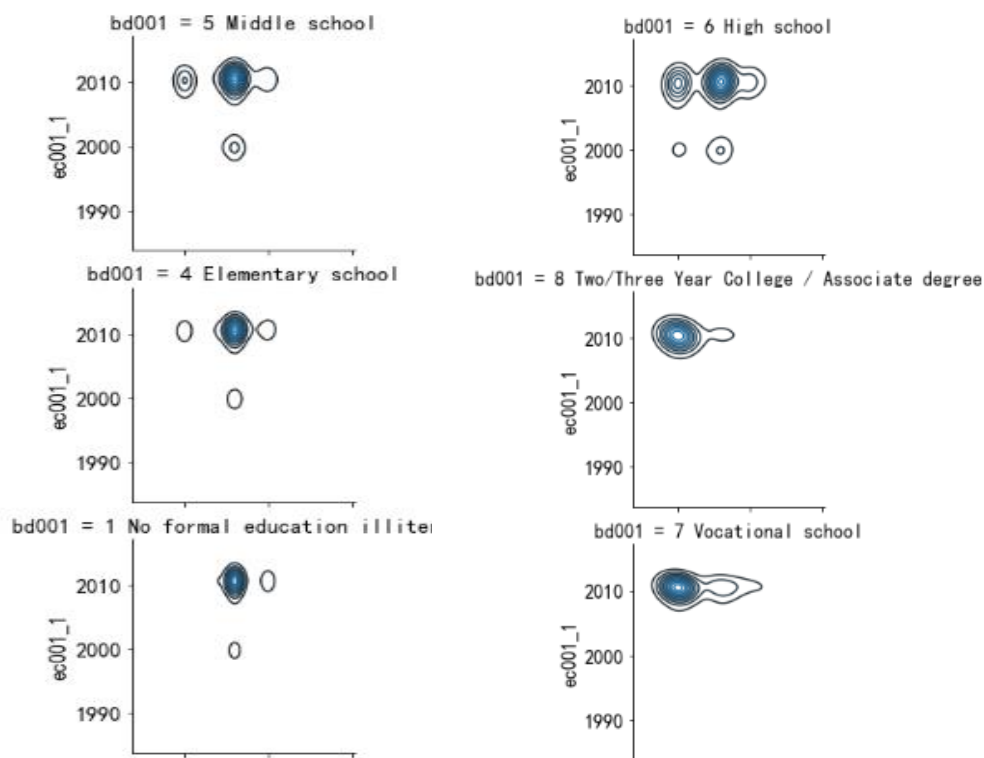 bd001 = 5 Middle school
2010
2000
1990
ec001_1
bd001 = 6 High school
2010
2000
1990
ec001_1
bd001 = 4 Elementary school
2010
2000
1990
ec001_1
bd001 = 8 Two/Three Year College / Associate degree
2010
2000
1990
ec001_1
bd001 = 1 No formal education illiter
2010
2000
1990
ec001_1
bd001 = 7 Vocational school
2010
2000
1990
ec001_1